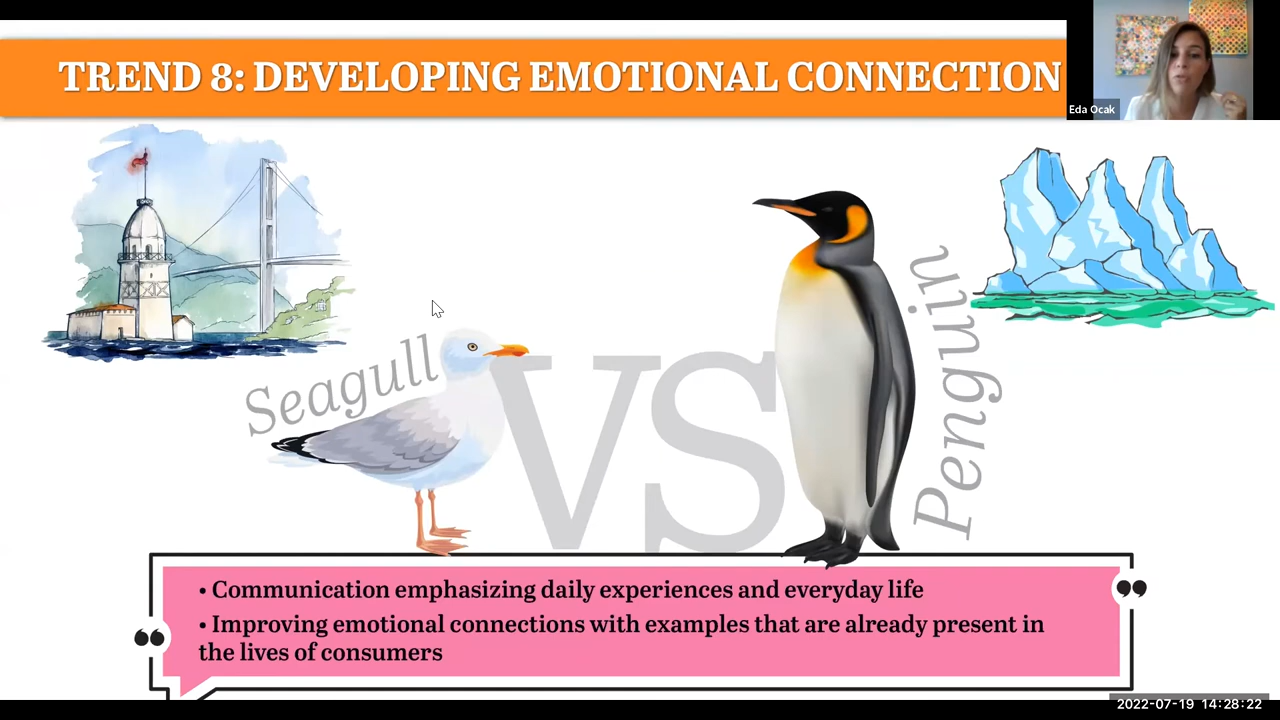 TREND 8: DEVELOPING EMOTIONAL CONNECTION
Eda Ocak
Seagull
VS
Penguin
• Communication emphasizing daily experiences and everyday life
• Improving emotional connections with examples that are already present in
the lives of consumers
2022-07-19 14:28:22